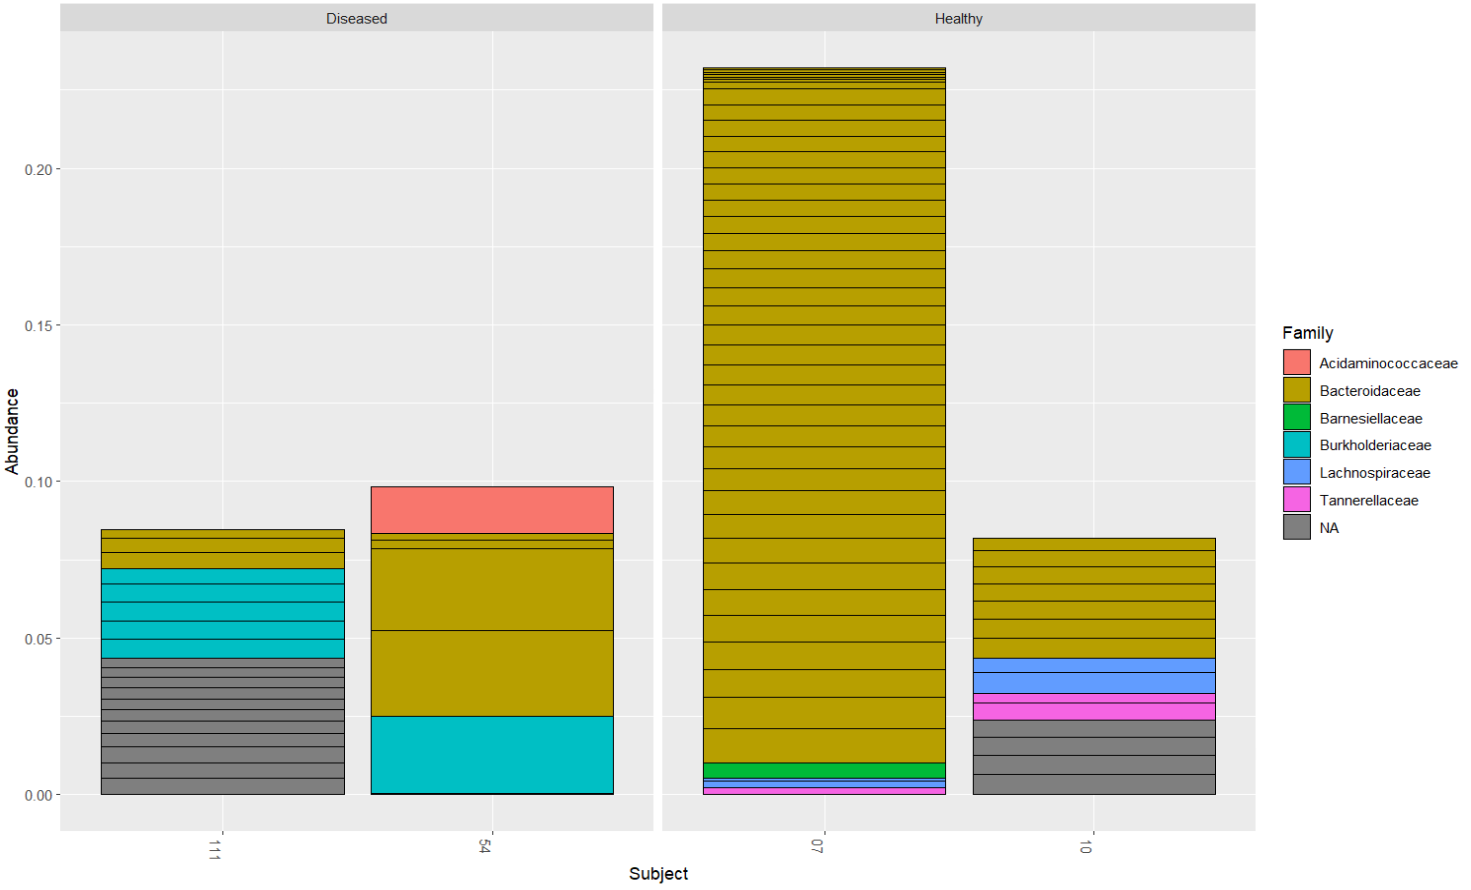 Diseased
Healthy
Abundance
0.20
0.15
0.10
0.05
0.00
111
54
07
10
Subject
Family
Acidaminococcaceae
Bacteroidaceae
Barnesiellaceae
Burkholderiaceae
Lachnospiraceae
Tannerellaceae
NA